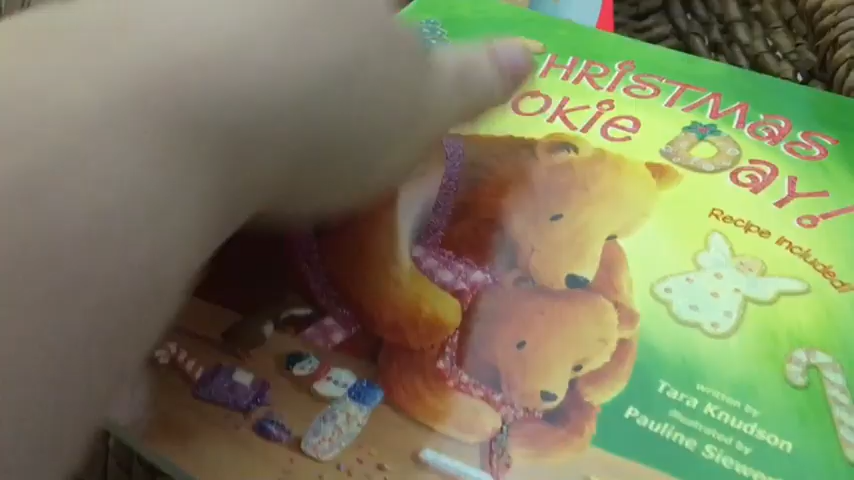 HRISTMAS
OKIE DAY!
Recipe included!
written by
Tara Knudson
illustrated by
Pauline Siewe